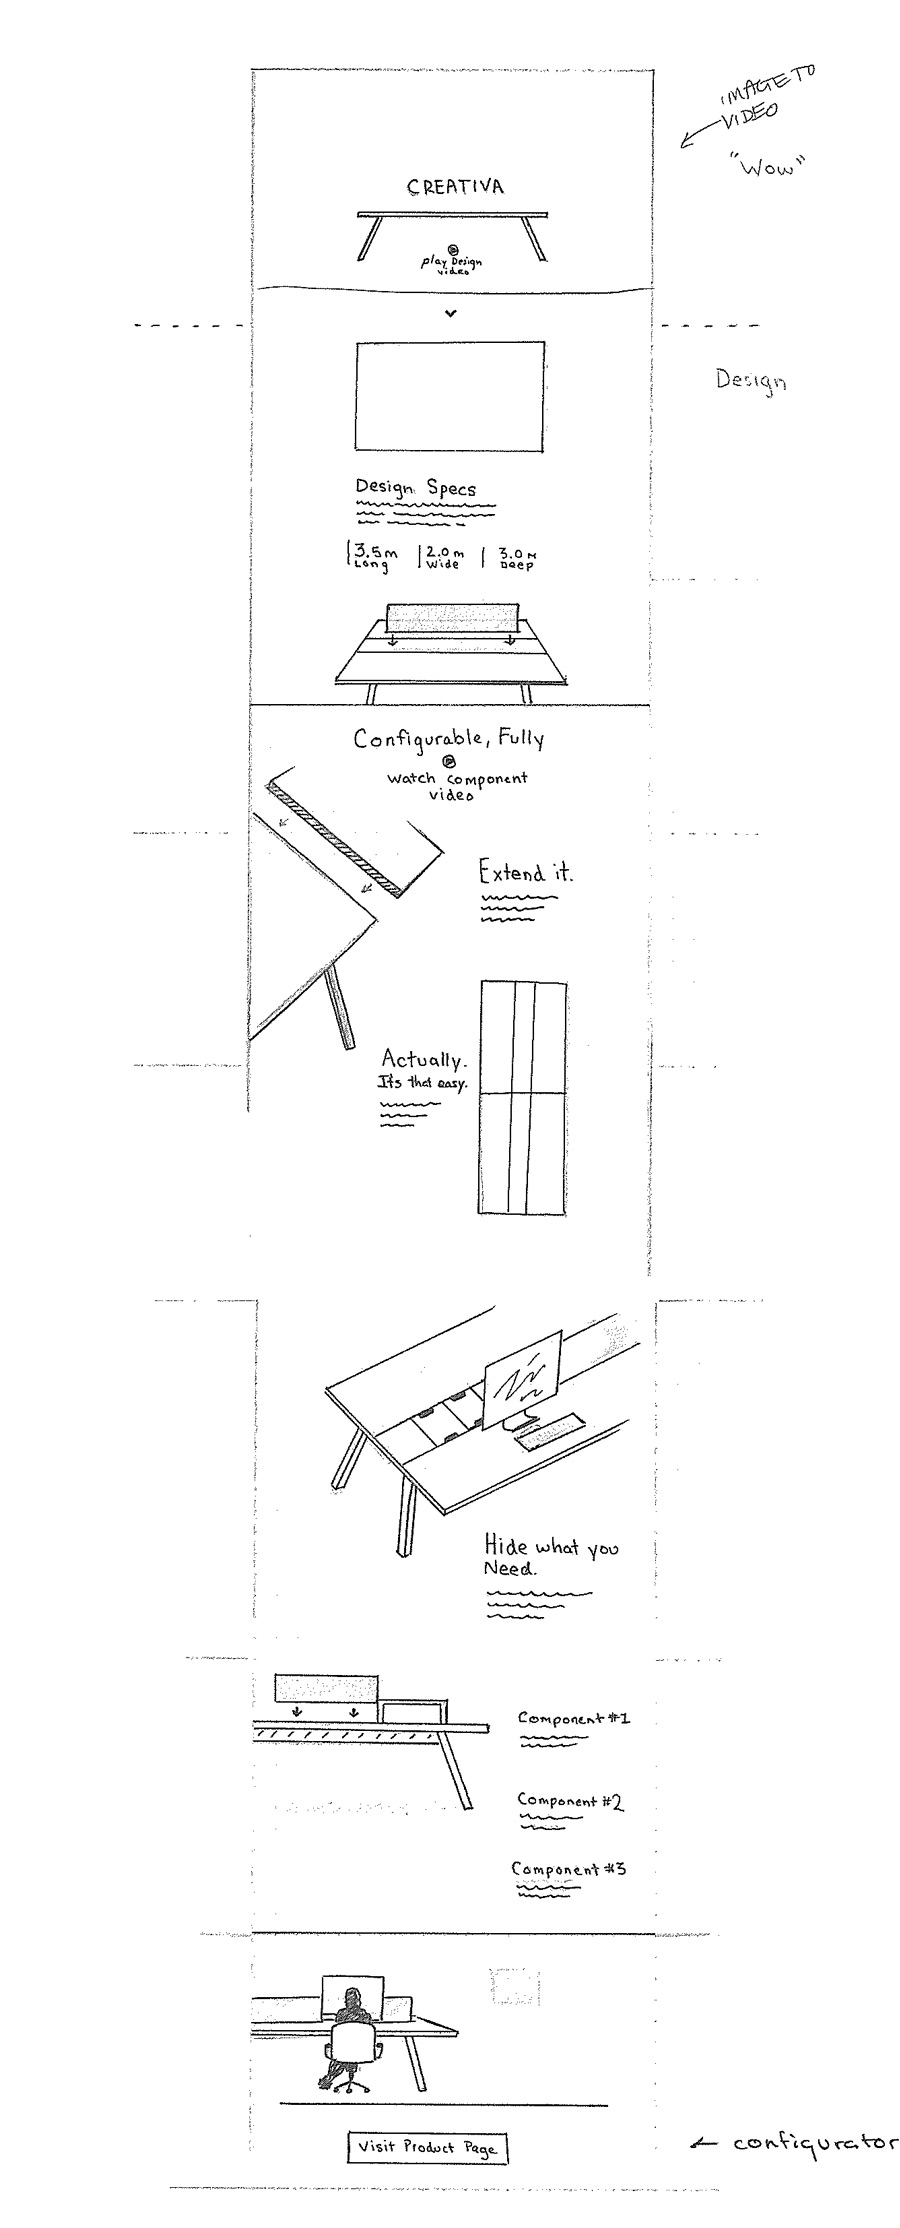 IMAGE TO
VIDEO
"Wow"
CREATIVA
play Design
video
Design
Design Specs
3.5m
Long
2.0m
Wide
3.0m
Deep
Configurable, Fully
watch component
video
Extend it.
Actually.
It's that easy.
Hide what you
Need.
Component #1
Component #2
Component #3
Visit Product Page
configurator